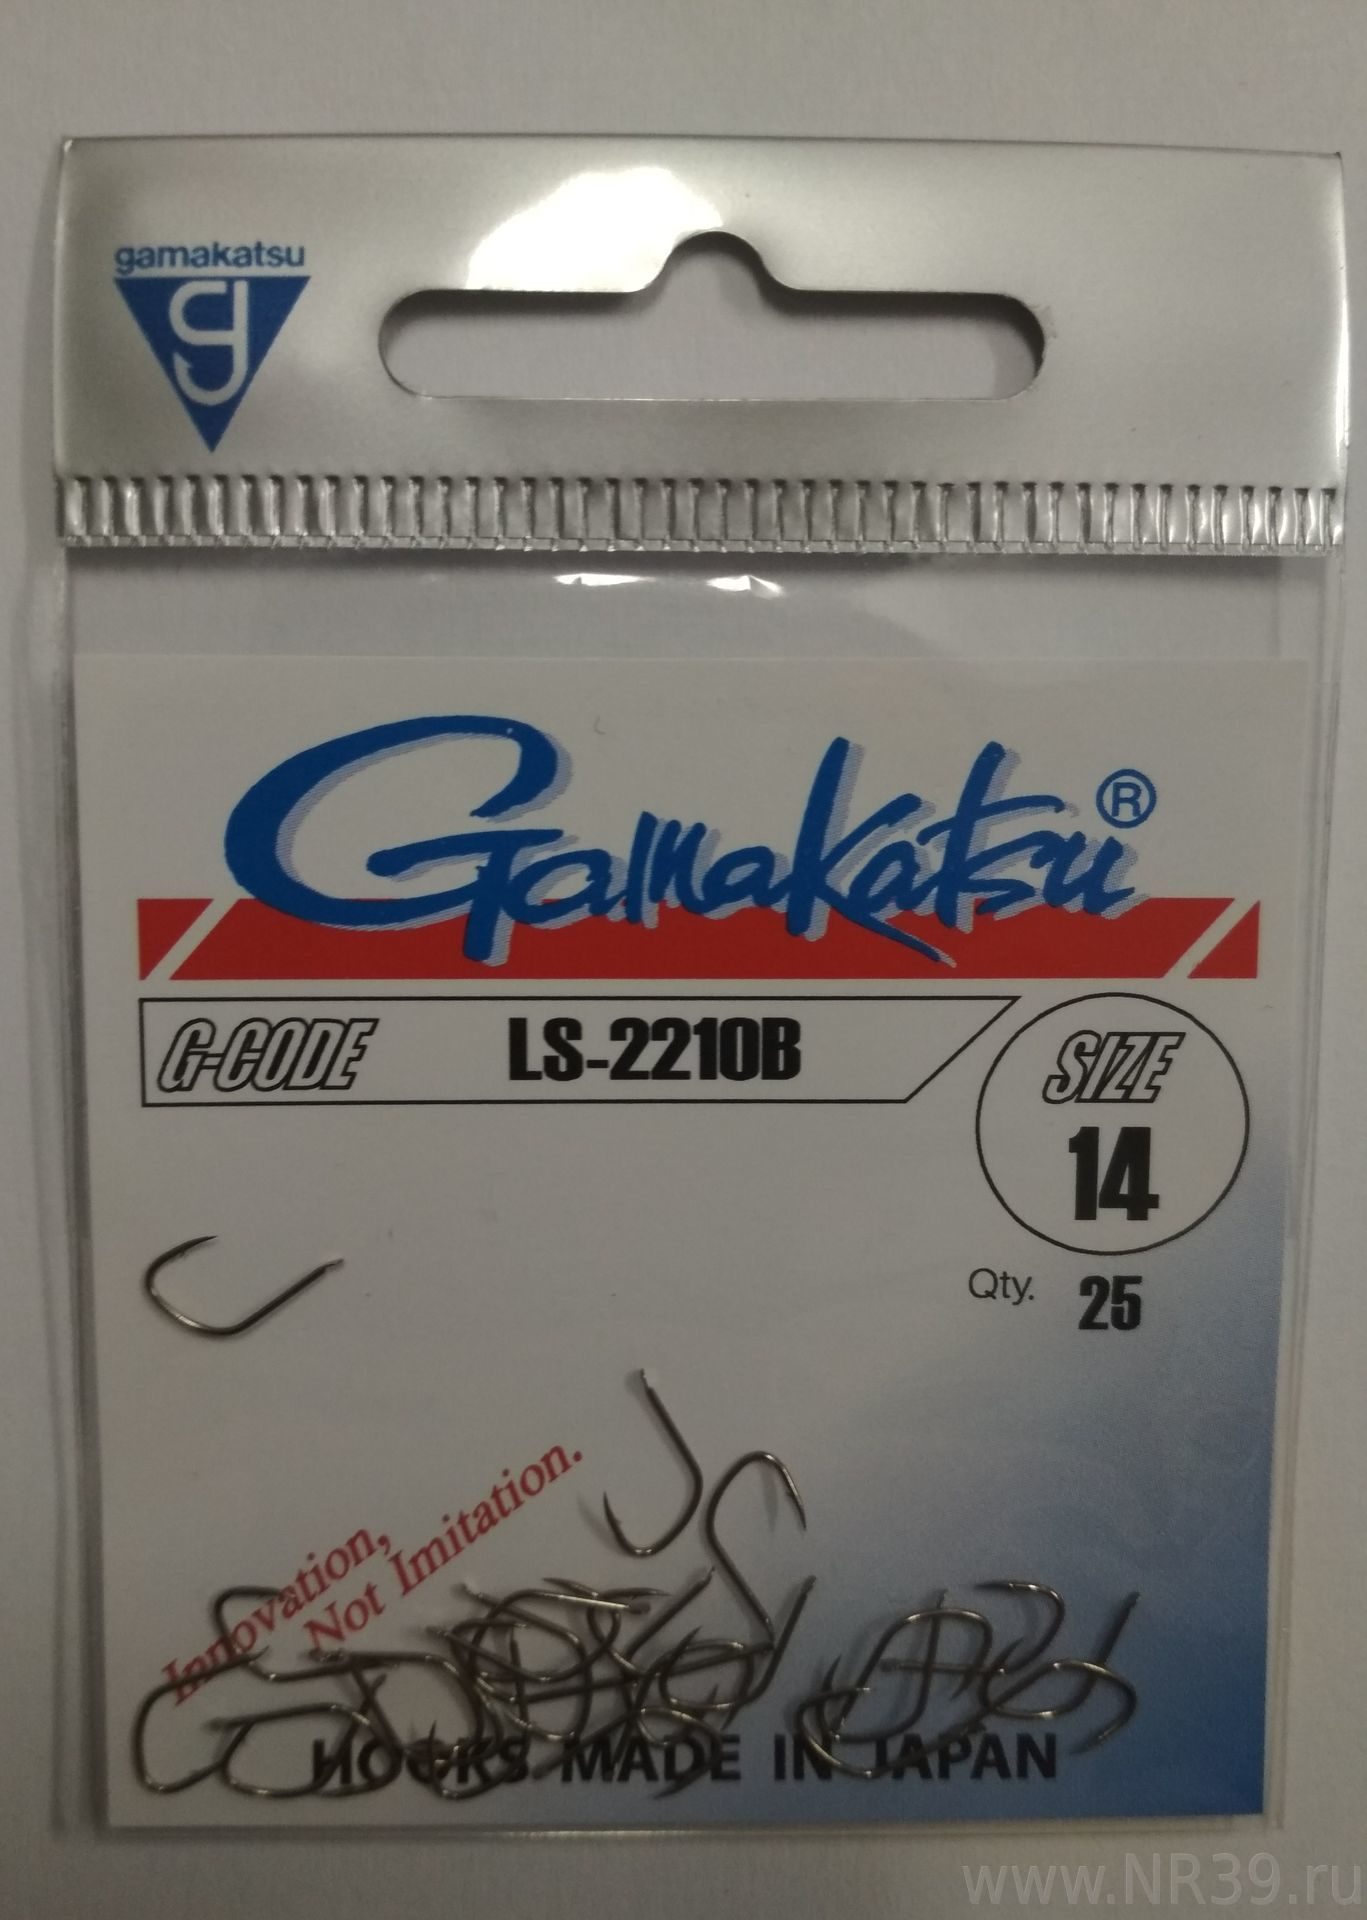 gamakatsu
Gamakatsu®
G-CODE LS-2210B
SIZE
14
Qty. 25
Innovation,
Not Imitation.
HOOKS MADE IN JAPAN
www.NR39.ru